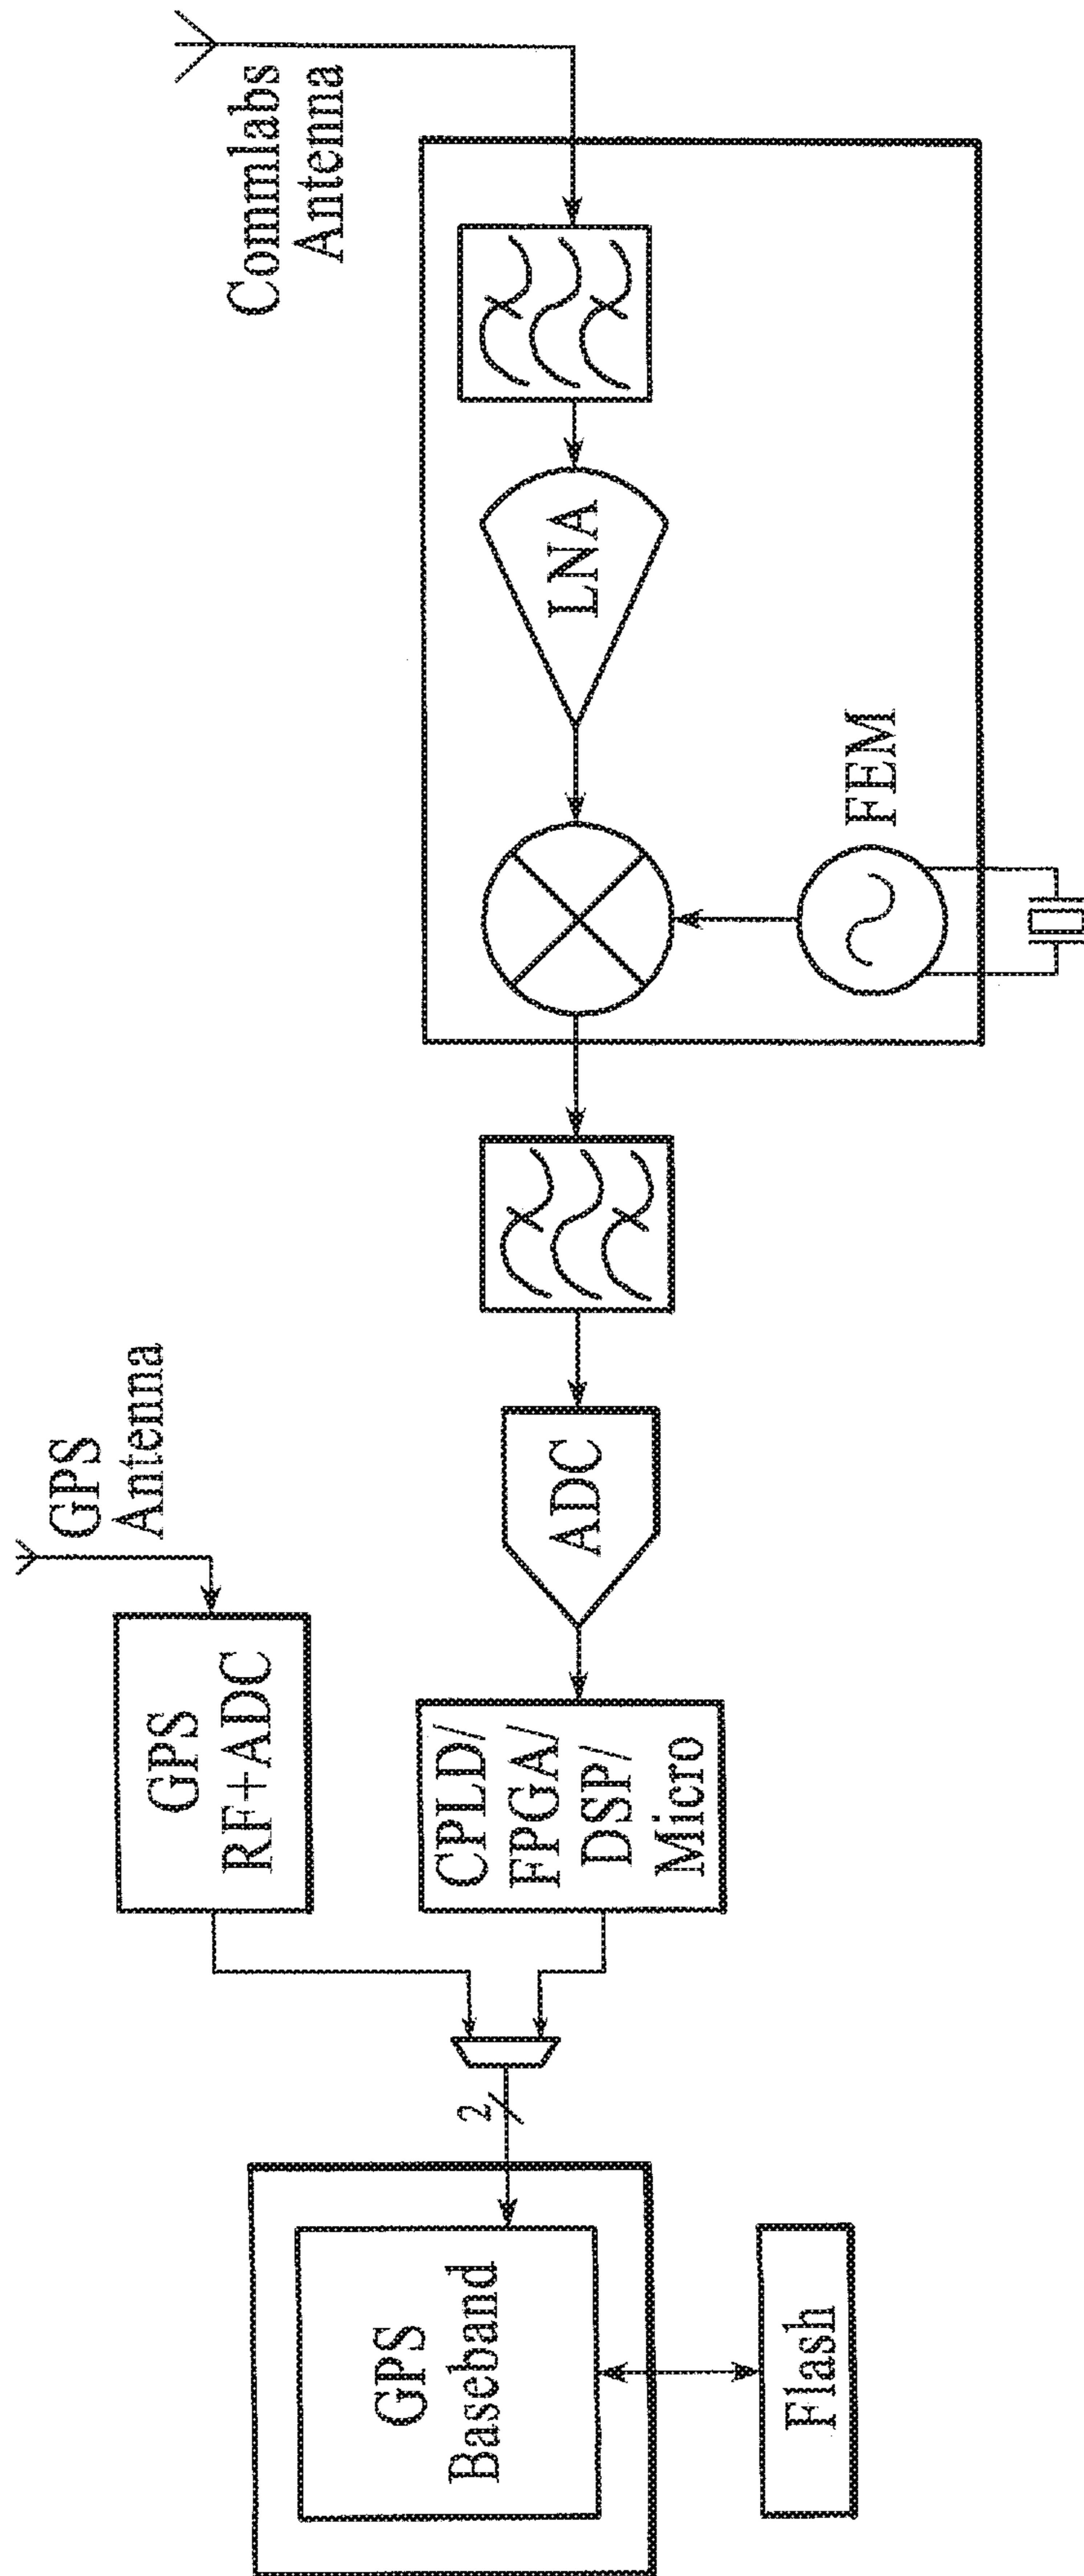 GPS
Baseband
Flash
2
GPS
RF+ADC
GPS
Antenna
CPLD/
FPGA/
DSP/
Micro
ADC
FEM
LNA
Commlabs
Antenna